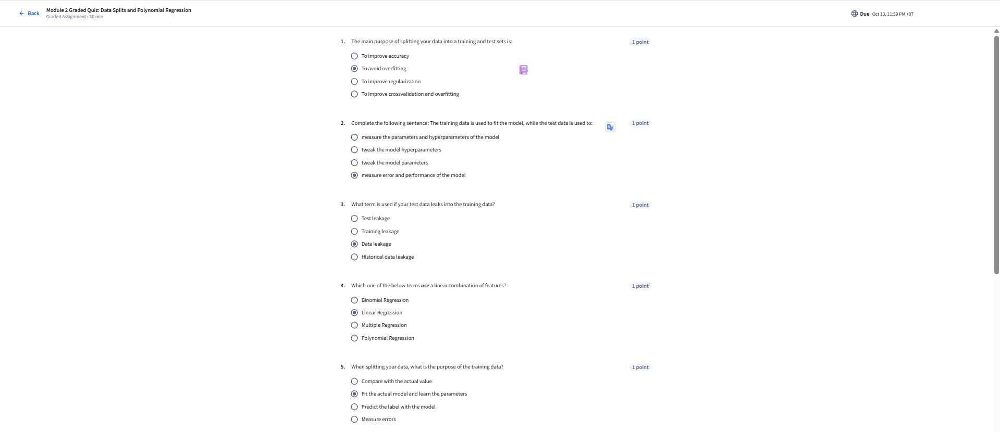 Back
Module 2 Graded Quiz: Data Splits and Polynomial Regression
Graded Assignment • 30 min
Due Oct 13, 11:59 PM +07
1. The main purpose of splitting your data into a training and test sets is: 1 point
To improve accuracy
To avoid overfitting
To improve regularization
To improve crossvalidation and overfitting
2. Complete the following sentence: The training data is used to fit the model, while the test data is used to: 1 point
measure the parameters and hyperparameters of the model
tweak the model hyperparameters
tweak the model parameters
measure error and performance of the model
3. What term is used if your test data leaks into the training data? 1 point
Test leakage
Training leakage
Data leakage
Historical data leakage
4. Which one of the below terms use a linear combination of features? 1 point
Binomial Regression
Linear Regression
Multiple Regression
Polynomial Regression
5. When splitting your data, what is the purpose of the training data? 1 point
Compare with the actual value
Fit the actual model and learn the parameters
Predict the label with the model
Measure errors